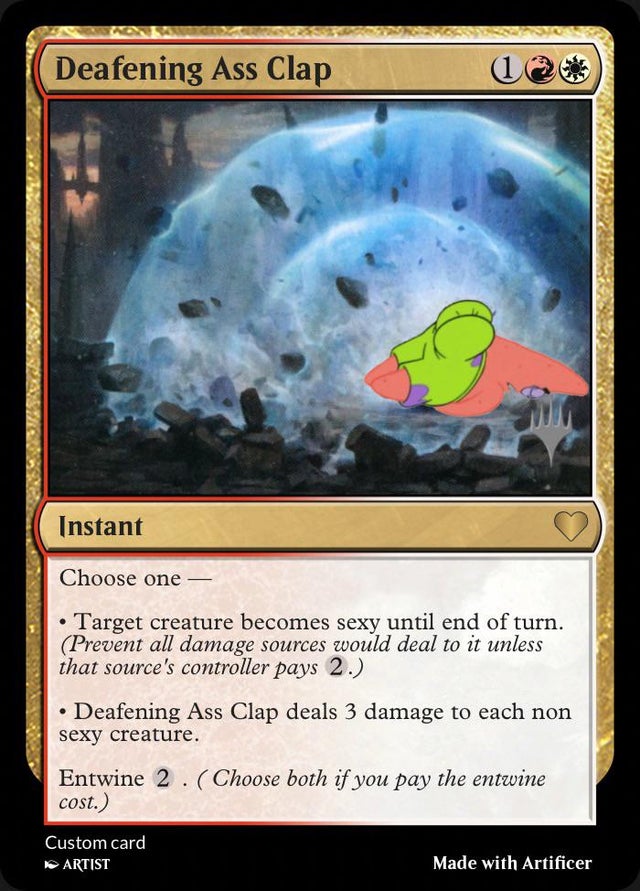 Deafening Ass Clap 1
Instant
Choose one —
• Target creature becomes sexy until end of turn.
(Prevent all damage sources would deal to it unless
that source's controller pays 2.)
• Deafening Ass Clap deals 3 damage to each non
sexy creature.
Entwine 2 . ( Choose both if you pay the entwine
cost.)
Custom card
ARTIST
Made with Artificer